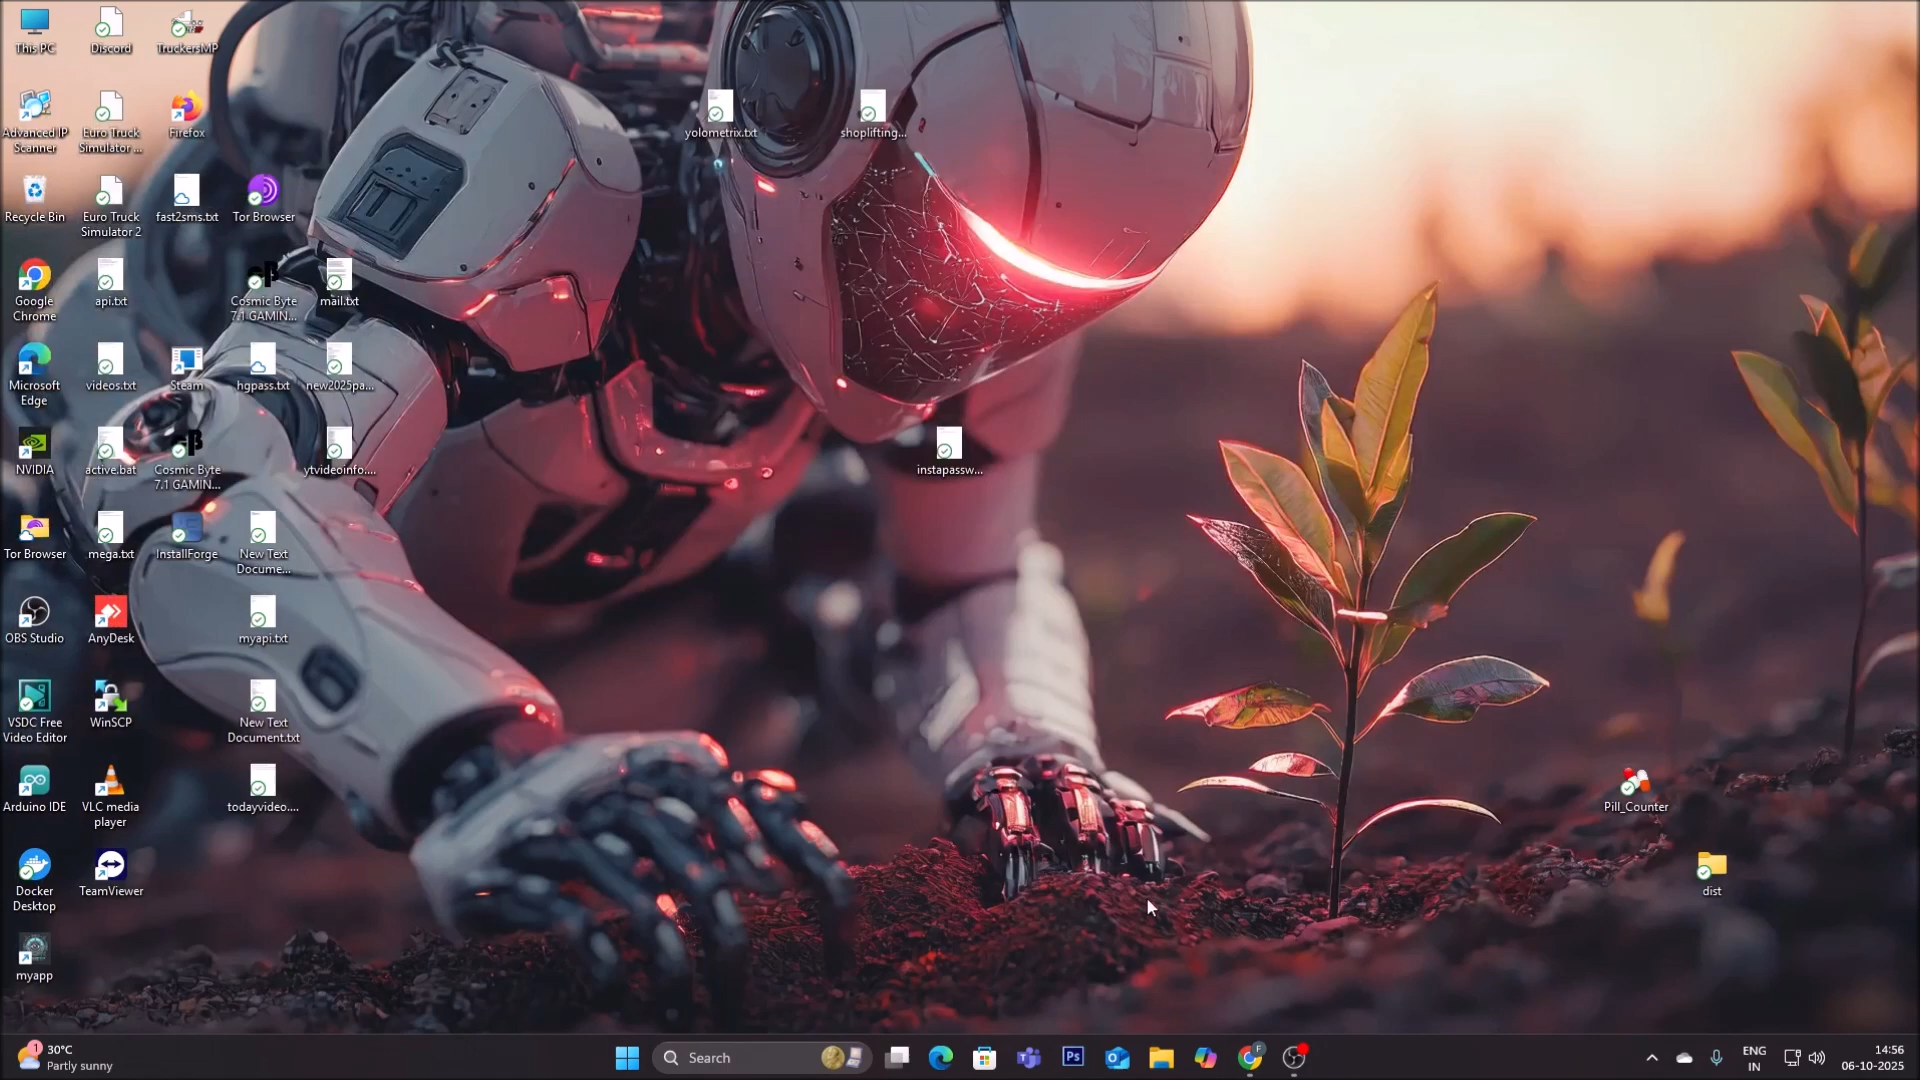 This PC
Discord
TruckersMP
Advanced IP
Scanner
Euro Truck
Simulator ...
Firefox
yolometrix.txt
shoplifting...
Recycle Bin
Euro Truck
Simulator 2
fast2sms.txt
Tor Browser
Google
Chrome
api.txt
Cosmic Byte
7.1 GAMIN...
mail.txt
Microsoft
Edge
videos.txt
Steam
hgpass.txt
new2025pa...
NVIDIA
active.bat
Cosmic Byte
7.1 GAMIN...
ytvideoinfo:...
instapassw...
Tor Browser
mega.txt
InstallForge
New Text
Docume...
OBS Studio
AnyDesk
myapi.txt
VSDC Free
Video Editor
WinSCP
New Text
Document.txt
Arduino IDE
VLC media
player
todayvideo....
Pill_Counter
Docker
Desktop
TeamViewer
dist
myapp
1
30°C
Partly sunny
Search
Ps
F
ENG
IN
14:56
06-10-2025